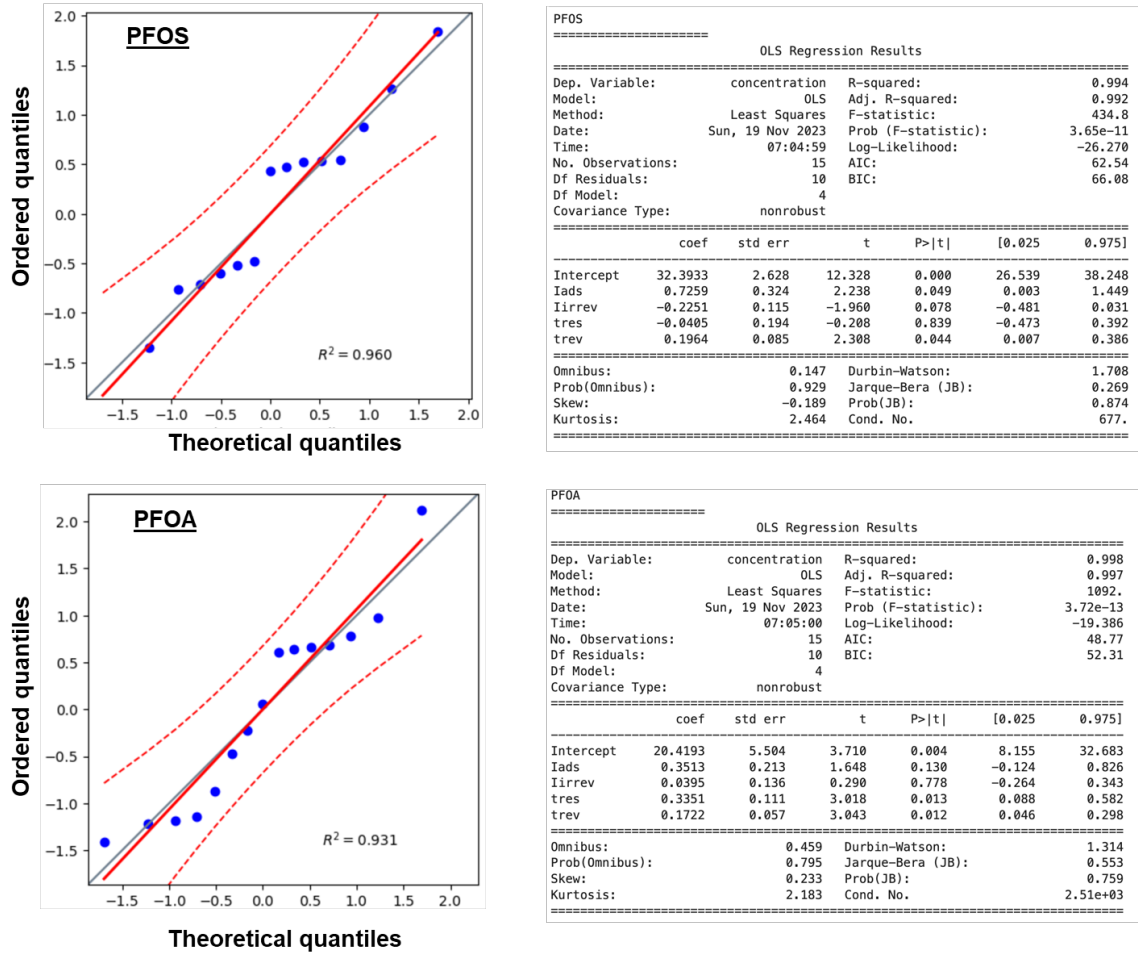 PFOS
2.0
1.5
1.0
0.5
0.0
−0.5
−1.0
−1.5
R² = 0.960
−1.5 −1.0 −0.5 0.0 0.5 1.0 1.5 2.0
Ordered quantiles
Theoretical quantiles
PFOS
=====================
OLS Regression Results
==============================================================================
Dep. Variable: concentration R-squared: 0.994
Model: OLS Adj. R-squared: 0.992
Method: Least Squares F-statistic: 434.8
Date: Sun, 19 Nov 2023 Prob (F-statistic): 3.65e-11
Time: 07:04:59 Log-Likelihood: -26.270
No. Observations: 15 AIC: 62.54
Df Residuals: 10 BIC: 66.08
Df Model: 4
Covariance Type: nonrobust
==============================================================================
coef std err t P>|t| [0.025 0.975]
------------------------------------------------------------------------------
Intercept 32.3933 2.628 12.328 0.000 26.539 38.248
Iads 0.7259 0.324 2.238 0.049 0.003 1.449
Iirrev -0.2251 0.115 -1.960 0.078 -0.481 0.031
tres -0.0405 0.194 -0.208 0.839 -0.473 0.392
trev 0.1964 0.085 2.308 0.044 0.007 0.386
==============================================================================
Omnibus: 0.147 Durbin-Watson: 1.708
Prob(Omnibus): 0.929 Jarque-Bera (JB): 0.269
Skew: -0.189 Prob(JB): 0.874
Kurtosis: 2.464 Cond. No. 677.
==============================================================================
PFOA
2.0
1.5
1.0
0.5
0.0
−0.5
−1.0
−1.5
R² = 0.931
−1.5 −1.0 −0.5 0.0 0.5 1.0 1.5 2.0
Ordered quantiles
Theoretical quantiles
PFOA
=====================
OLS Regression Results
==============================================================================
Dep. Variable: concentration R-squared: 0.998
Model: OLS Adj. R-squared: 0.997
Method: Least Squares F-statistic: 1092.
Date: Sun, 19 Nov 2023 Prob (F-statistic): 3.72e-13
Time: 07:05:00 Log-Likelihood: -19.386
No. Observations: 15 AIC: 48.77
Df Residuals: 10 BIC: 52.31
Df Model: 4
Covariance Type: nonrobust
==============================================================================
coef std err t P>|t| [0.025 0.975]
------------------------------------------------------------------------------
Intercept 20.4193 5.504 3.710 0.004 8.155 32.683
Iads 0.3513 0.213 1.648 0.130 -0.124 0.826
Iirrev 0.0395 0.136 0.290 0.778 -0.264 0.343
tres 0.3351 0.111 3.018 0.013 0.088 0.582
trev 0.1722 0.057 3.043 0.012 0.046 0.298
==============================================================================
Omnibus: 0.459 Durbin-Watson: 1.314
Prob(Omnibus): 0.795 Jarque-Bera (JB): 0.553
Skew: 0.233 Prob(JB): 0.759
Kurtosis: 2.183 Cond. No. 2.51e+03
==============================================================================